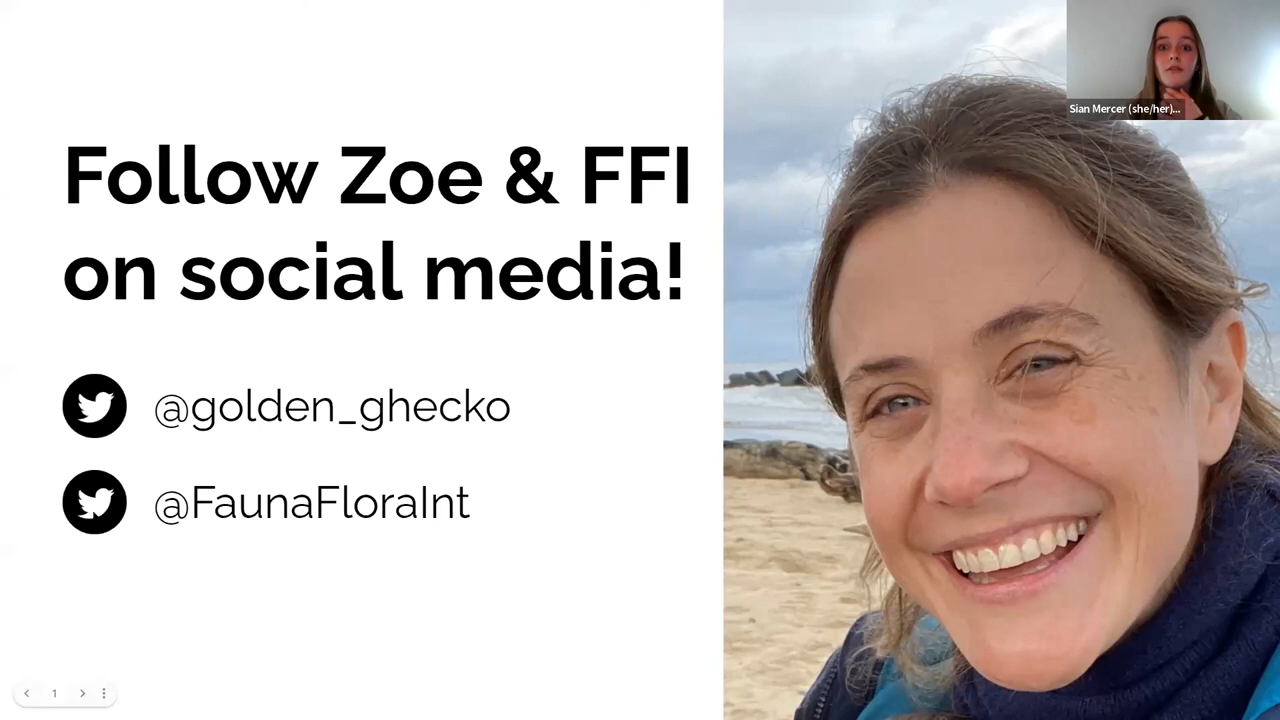 Follow Zoe & FFI
on social media!
@golden_ghecko
@FaunaFloraInt
Sian Mercer (she/her)...
1